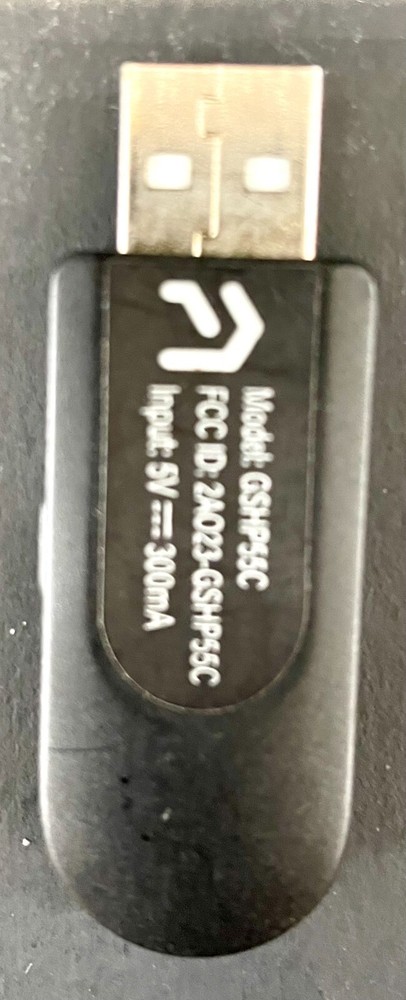 Model: GSHP55C
FCC ID: 2AO23-GSHP55C
Input: 5V ⎓ 300mA